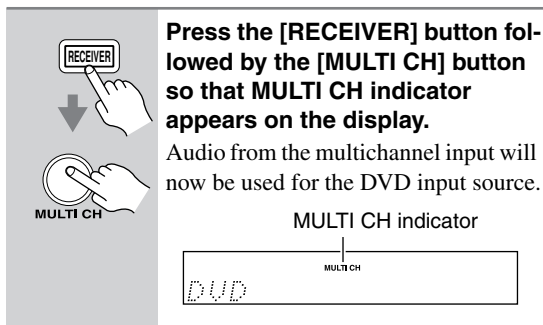 RECEIVER
MULTI CH
Press the [RECEIVER] button fol-
lowed by the [MULTI CH] button
so that MULTI CH indicator
appears on the display.
Audio from the multichannel input will
now be used for the DVD input source.
MULTI CH indicator
MULTI CH
DVD